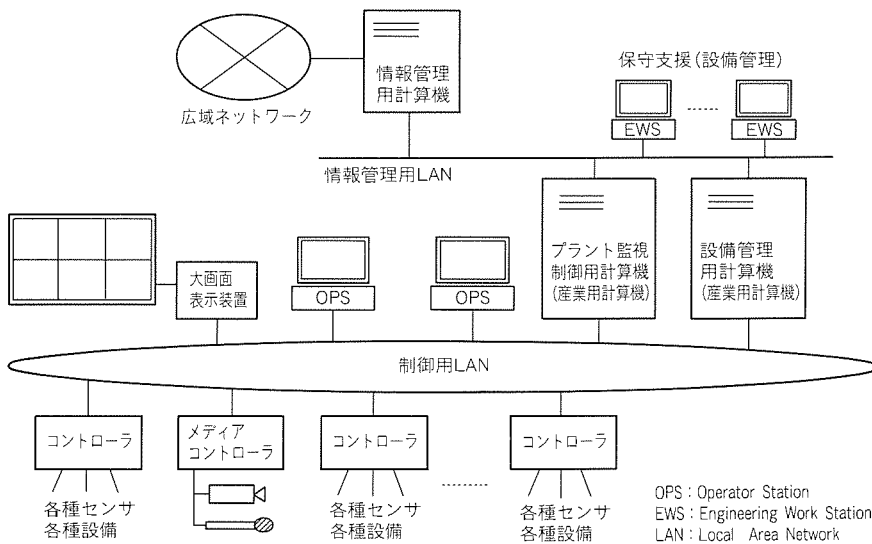 情報管理
用計算機
広域ネットワーク
保守支援(設備管理)
EWS
EWS
情報管理用LAN
大画面
表示装置
OPS
OPS
プラント監視
制御用計算機
(産業用計算機)
設備管理
用計算機
(産業用計算機)
制御用LAN
コントローラ
メディア
コントローラ
コントローラ
コントローラ
各種センサ
各種設備
各種センサ
各種設備
各種センサ
各種設備
OPS : Operator Station
EWS : Engineering Work Station
LAN : Local Area Network